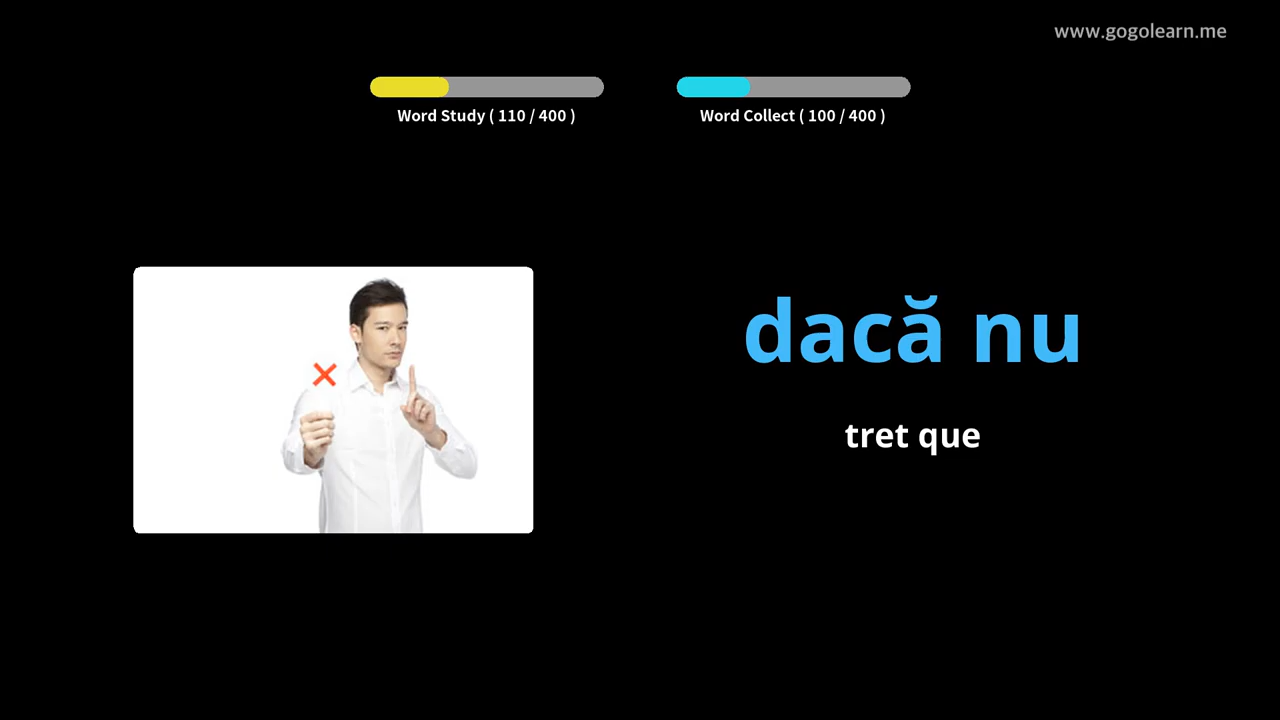 www.gogolearn.me
Word Study ( 110 / 400 )
Word Collect ( 100 / 400 )
dacă nu
tret que